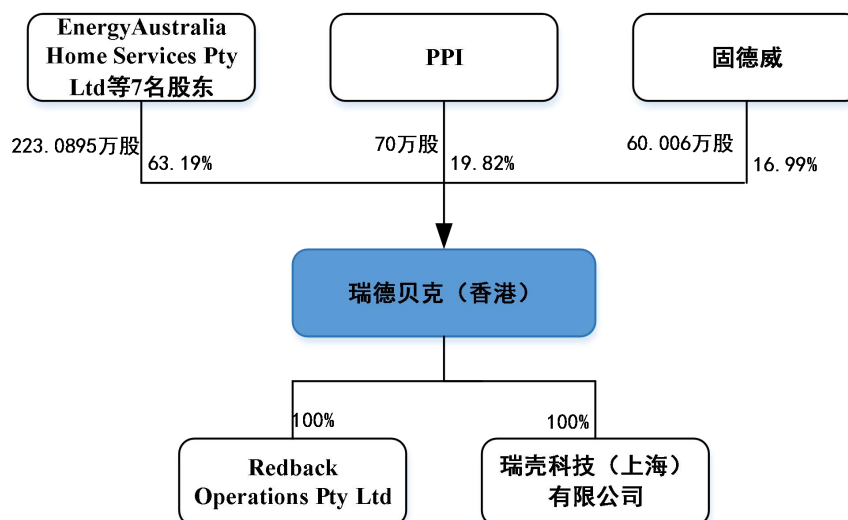 EnergyAustralia
Home Services Pty
Ltd等7名股东
PPI
固德威
223.0895万股
63.19%
70万股
19.82%
60.006万股
16.99%
瑞德贝克（香港）
100%
100%
Redback
Operations Pty Ltd
瑞壳科技（上海）
有限公司